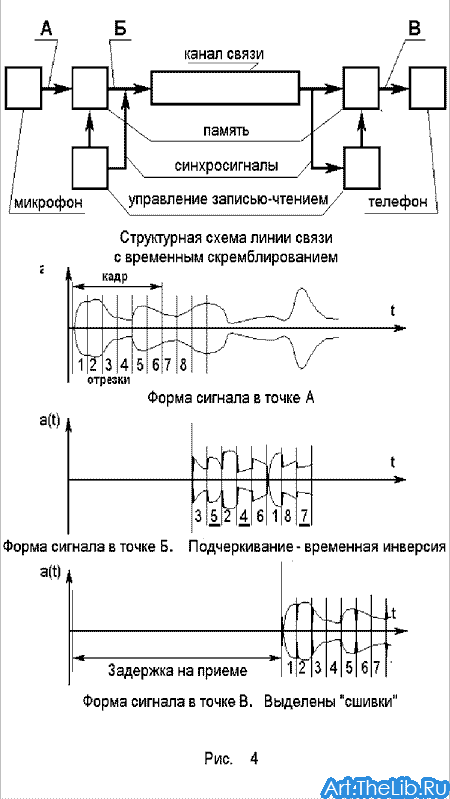 А Б В
канал связи
память
синхросигналы
микрофон управление записью-чтением телефон
Структурная схема линии связи
с временным скремблированием
a
кадр
t
1 2 3 4 5 6 7 8
отрезки
Форма сигнала в точке А
a(t)
t
3 5 2 4 6 1 8 7
Форма сигнала в точке Б. Подчеркивание - временная инверсия
a(t)
t
1 2 3 4 5 6 7
Задержка на приеме
Форма сигнала в точке В. Выделены "сшивки"
Рис. 4
Art.TheLib.Ru